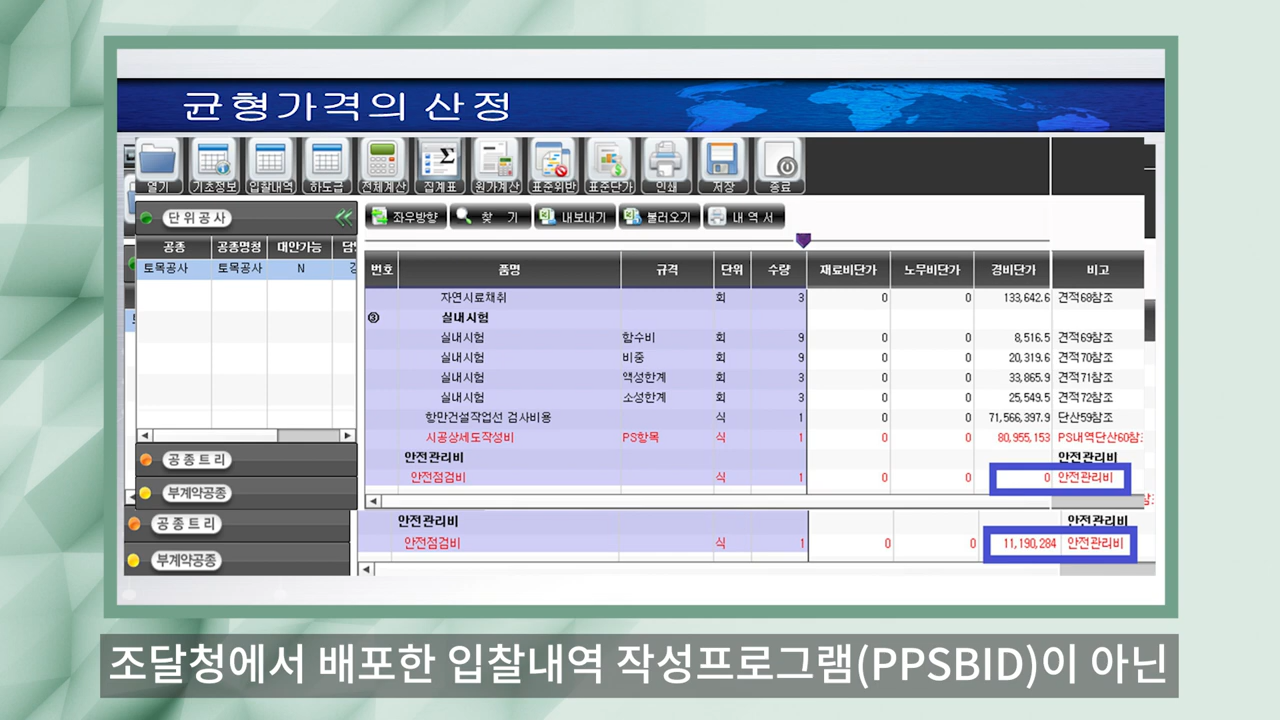 균형가격의 산정
열기 기초정보 입찰내역 하도급 전체계산 집계표 원가계산 표준위반 표준단가 인쇄 저장 종료
단위공사
좌우방향 찾 기 내보내기 불러오기 내 역 서
공종 공종명칭 대안가능
토목공사 토목공사 N
번호 품명 규격 단위 수량 재료비단가 노무비단가 경비단가 비고
자연시료채취 회 3 0 0 133,642.6 견적68참조
③ 실내시험
실내시험 함수비 회 9 0 0 8,516.5 견적69참조
실내시험 비중 회 9 0 0 20,319.6 견적70참조
실내시험 액성한계 회 3 0 0 33,865.9 견적71참조
실내시험 소성한계 회 3 0 0 25,549.5 견적72참조
항만건설작업선 검사비용 식 1 0 0 71,566,397.9 단산59참조
시공상세도작성비 PS항목 식 1 0 0 80,955,153 PS내역단산60참조
안전관리비 안전관리비
안전점검비 식 1 0 0 0 안전관리비
공종트리
부계약공종
안전관리비 안전관리비
안전점검비 식 1 0 0 11,190,284 안전관리비
공종트리
부계약공종
조달청에서 배포한 입찰내역 작성프로그램(PPSBID)이 아닌